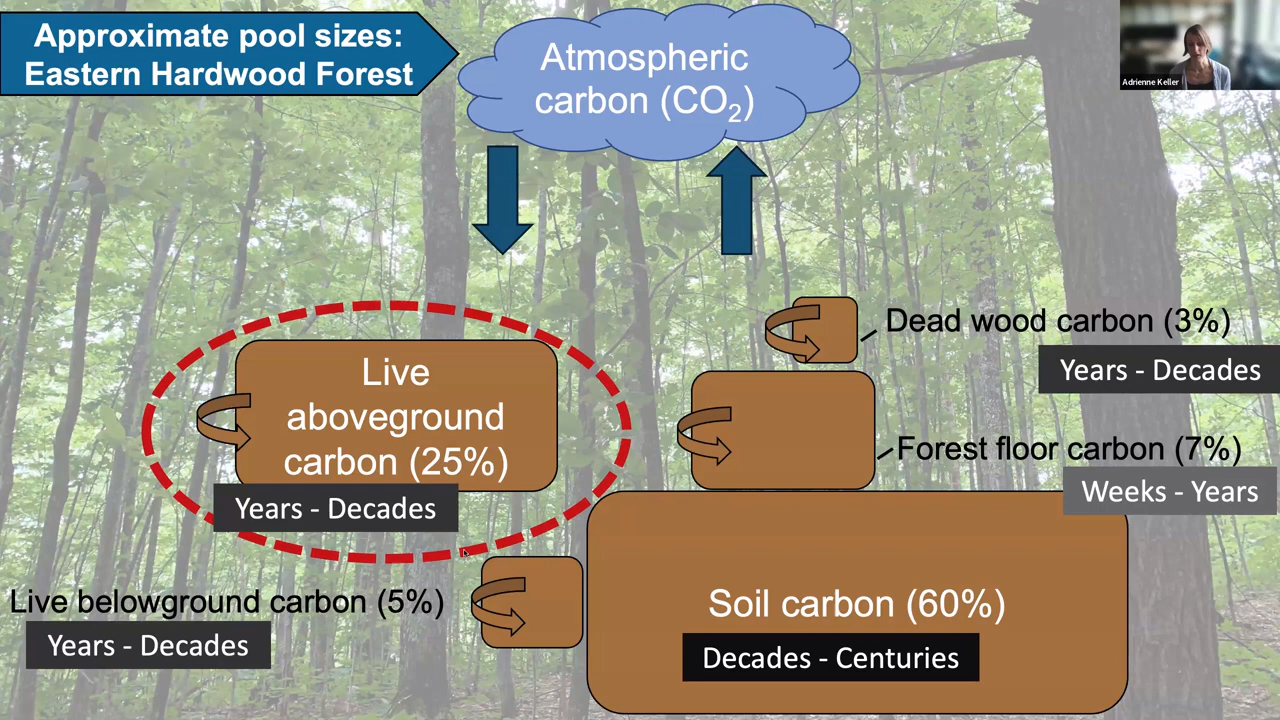 Approximate pool sizes:
Eastern Hardwood Forest
Atmospheric
carbon (CO₂)
Adrienne Keller
Dead wood carbon (3%)
Years - Decades
Live
aboveground
carbon (25%)
Years - Decades
Forest floor carbon (7%)
Weeks - Years
Live belowground carbon (5%)
Years - Decades
Soil carbon (60%)
Decades - Centuries